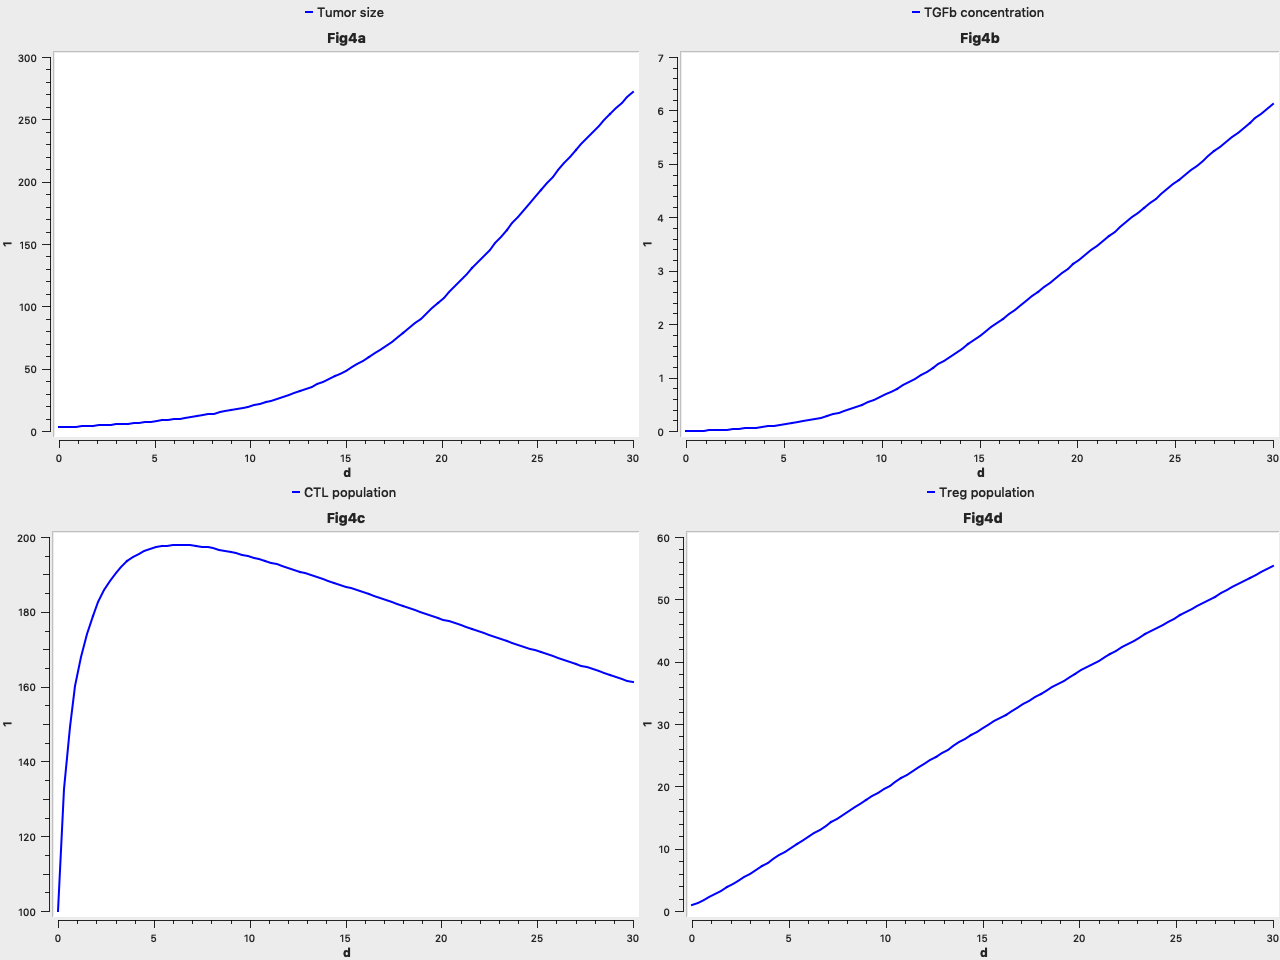 Tumor size
Fig4a
300
250
200
150
100
50
0
1
0 5 10 15 20 25 30
d
TGFb concentration
Fig4b
7
6
5
4
3
2
1
0
1
0 5 10 15 20 25 30
d
CTL population
Fig4c
200
180
160
140
120
100
1
0 5 10 15 20 25 30
d
Treg population
Fig4d
60
50
40
30
20
10
0
1
0 5 10 15 20 25 30
d